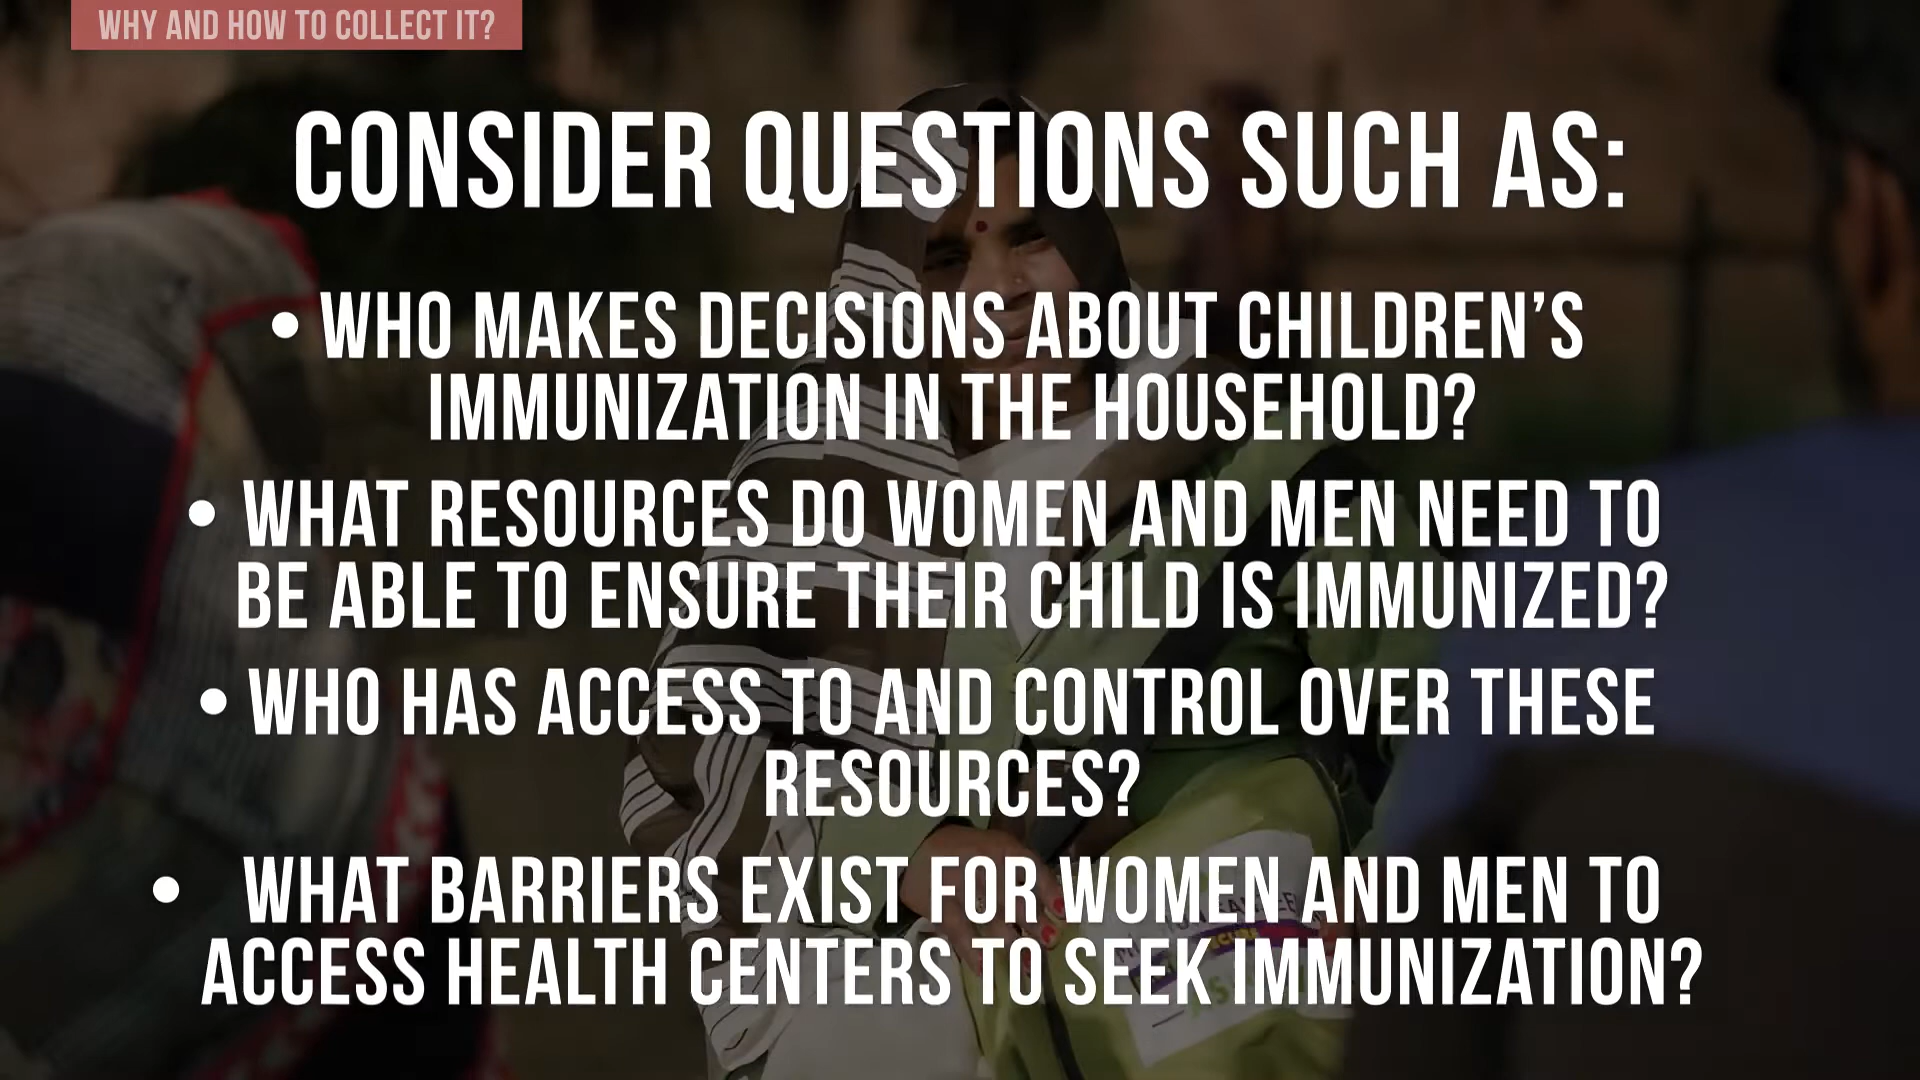 WHY AND HOW TO COLLECT IT?
CONSIDER QUESTIONS SUCH AS:
• WHO MAKES DECISIONS ABOUT CHILDREN’S
IMMUNIZATION IN THE HOUSEHOLD?
• WHAT RESOURCES DO WOMEN AND MEN NEED TO
BE ABLE TO ENSURE THEIR CHILD IS IMMUNIZED?
• WHO HAS ACCESS TO AND CONTROL OVER THESE
RESOURCES?
• WHAT BARRIERS EXIST FOR WOMEN AND MEN TO
ACCESS HEALTH CENTERS TO SEEK IMMUNIZATION?